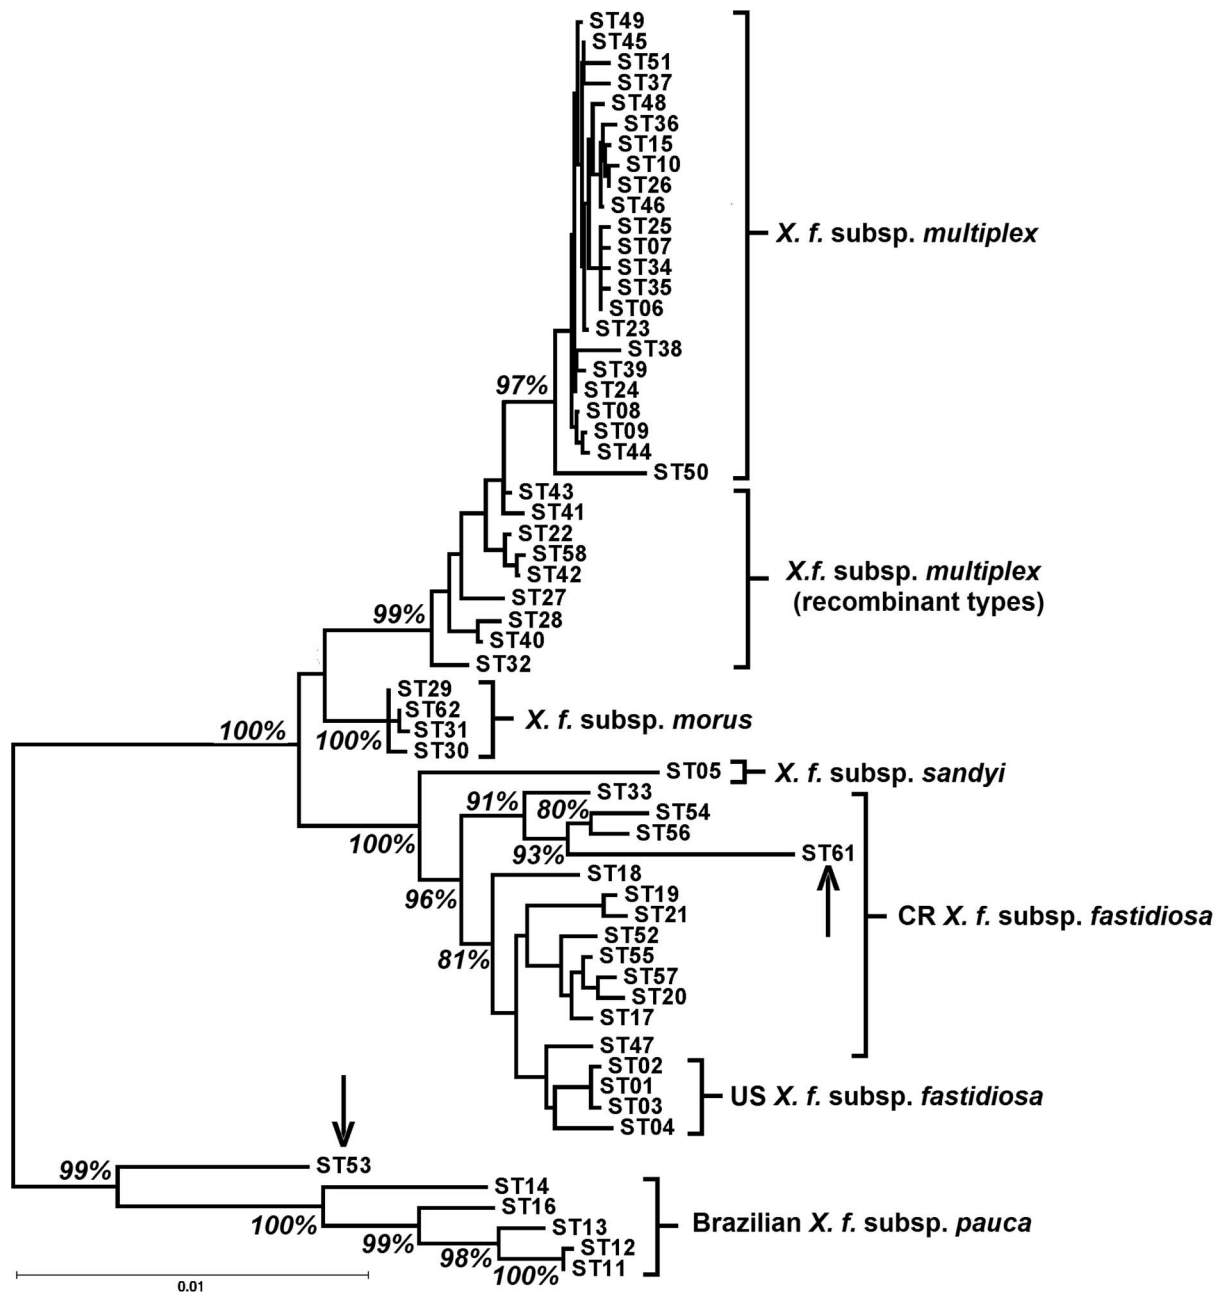 ST49
ST45
ST51
ST37
ST48
ST36
ST15
ST10
ST26
ST46
ST25
ST07
X. f. subsp. multiplex
ST34
ST35
ST06
ST23
ST38
ST39
97%
ST24
ST08
ST09
ST44
ST50
ST43
ST41
ST22
ST58
ST42
X.f. subsp. multiplex
(recombinant types)
ST27
99%
ST28
ST40
ST32
ST29
ST62
X. f. subsp. morus
100%
ST31
100%
ST30
ST05
X. f. subsp. sandyi
ST33
91%
80%
ST54
ST56
100%
93%
ST61
ST18
96%
ST19
ST21
CR X. f. subsp. fastidiosa
ST52
81%
ST55
ST57
ST20
ST17
ST47
ST02
ST01
US X. f. subsp. fastidiosa
ST03
ST04
99%
ST53
ST14
ST16
100%
ST13
Brazilian X. f. subsp. pauca
99%
ST12
98%
ST11
100%
0.01